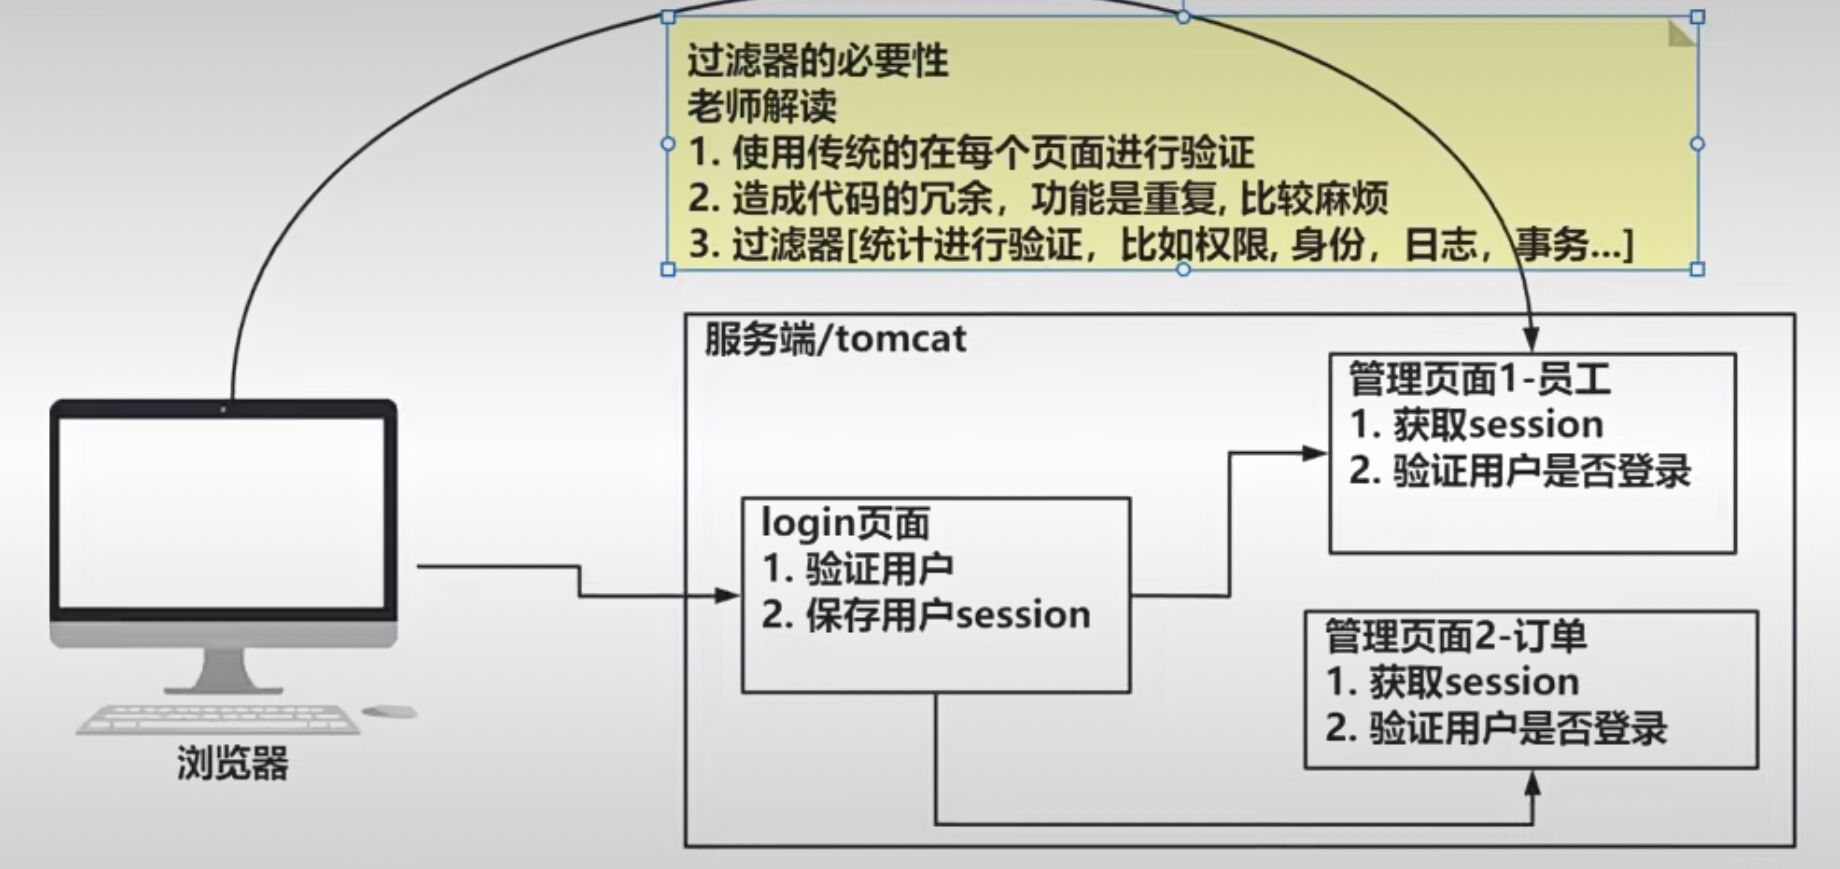 过滤器的必要性
老师解读
1. 使用传统的在每个页面进行验证
2. 造成代码的冗余，功能是重复, 比较麻烦
3. 过滤器[统计进行验证，比如权限, 身份，日志，事务...]
服务端/tomcat
管理页面1-员工
1. 获取session
2. 验证用户是否登录
login页面
1. 验证用户
2. 保存用户session
管理页面2-订单
1. 获取session
2. 验证用户是否登录
浏览器